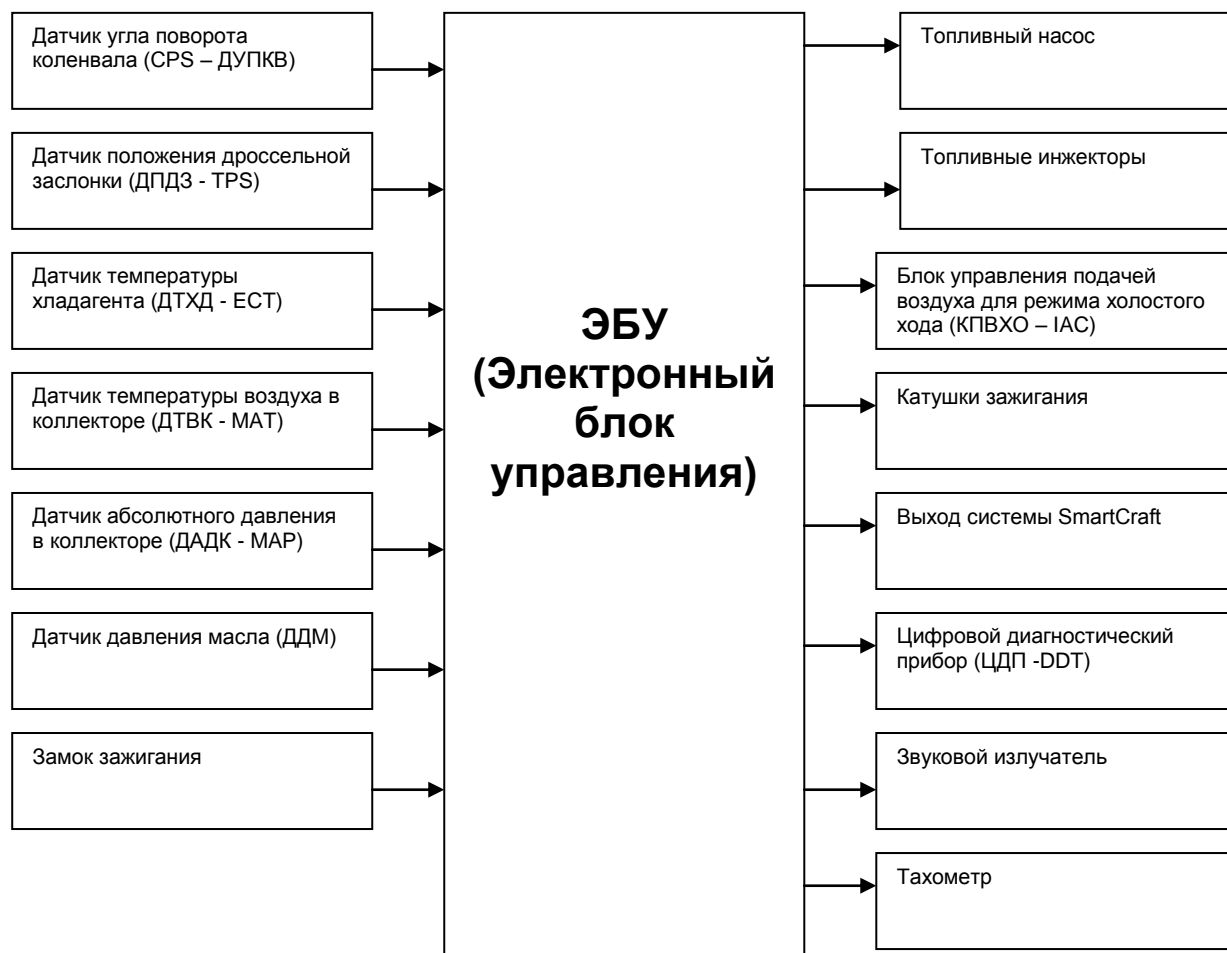 Датчик угла поворота
коленвала (CPS – ДУПКВ)
Датчик положения дроссельной
заслонки (ДПДЗ - TPS)
Датчик температуры
хладагента (ДТХД - ЕСТ)
Датчик температуры воздуха в
коллекторе (ДТВК - МАТ)
Датчик абсолютного давления
в коллекторе (ДАДК - МАР)
Датчик давления масла (ДДМ)
Замок зажигания
ЭБУ
(Электронный
блок
управления)
Топливный насос
Топливные инжекторы
Блок управления подачей
воздуха для режима холостого
хода (КПВХО – IAC)
Катушки зажигания
Выход системы SmartCraft
Цифровой диагностический
прибор (ЦДП -DDT)
Звуковой излучатель
Тахометр